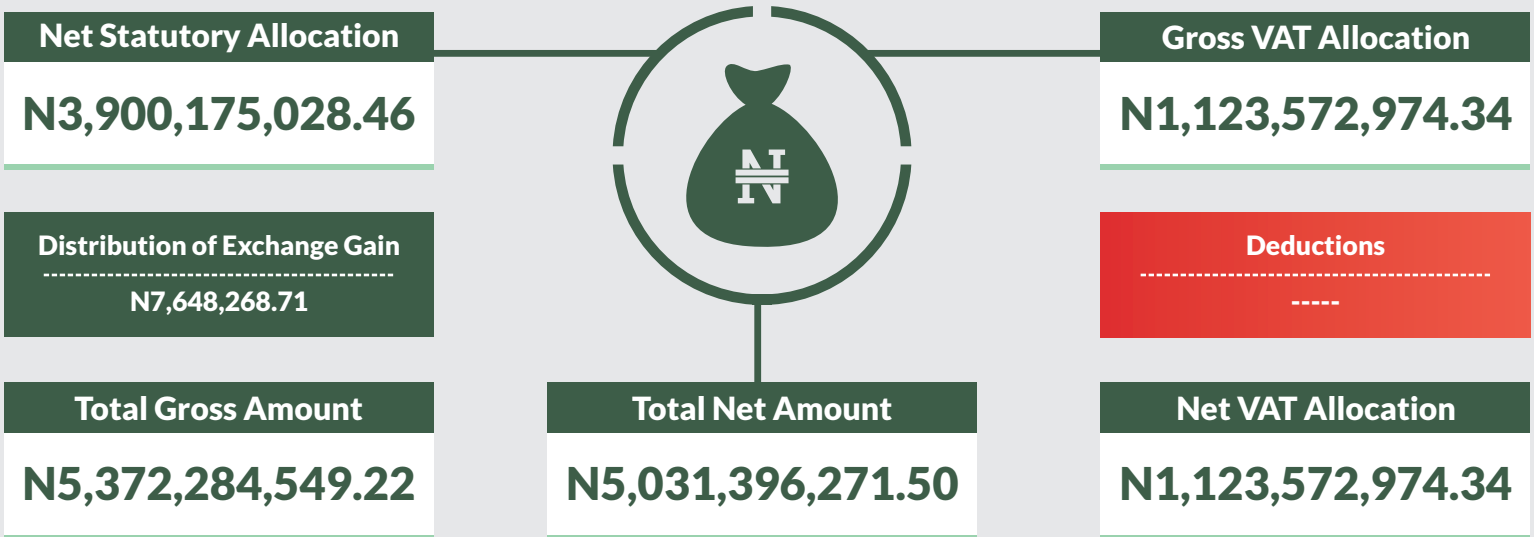 Net Statutory Allocation
N3,900,175,028.46
Gross VAT Allocation
N1,123,572,974.34
₦
Distribution of Exchange Gain
--------------------------------------------
N7,648,268.71
Deductions
--------------------------------------------
-----
Total Gross Amount
N5,372,284,549.22
Total Net Amount
N5,031,396,271.50
Net VAT Allocation
N1,123,572,974.34